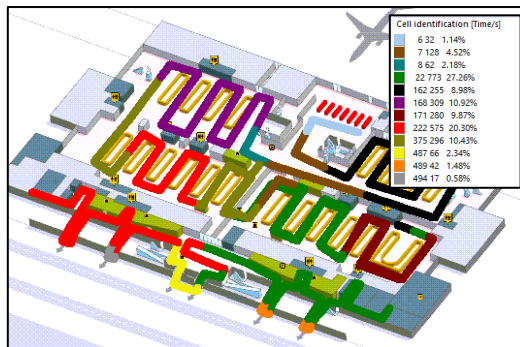 Cell identification [Time/s]
6 32 1.14%
7 128 4.52%
8 62 2.18%
22 773 27.26%
162 255 8.98%
168 309 10.92%
171 280 9.87%
222 575 20.30%
375 296 10.43%
487 66 2.34%
489 42 1.48%
494 17 0.58%